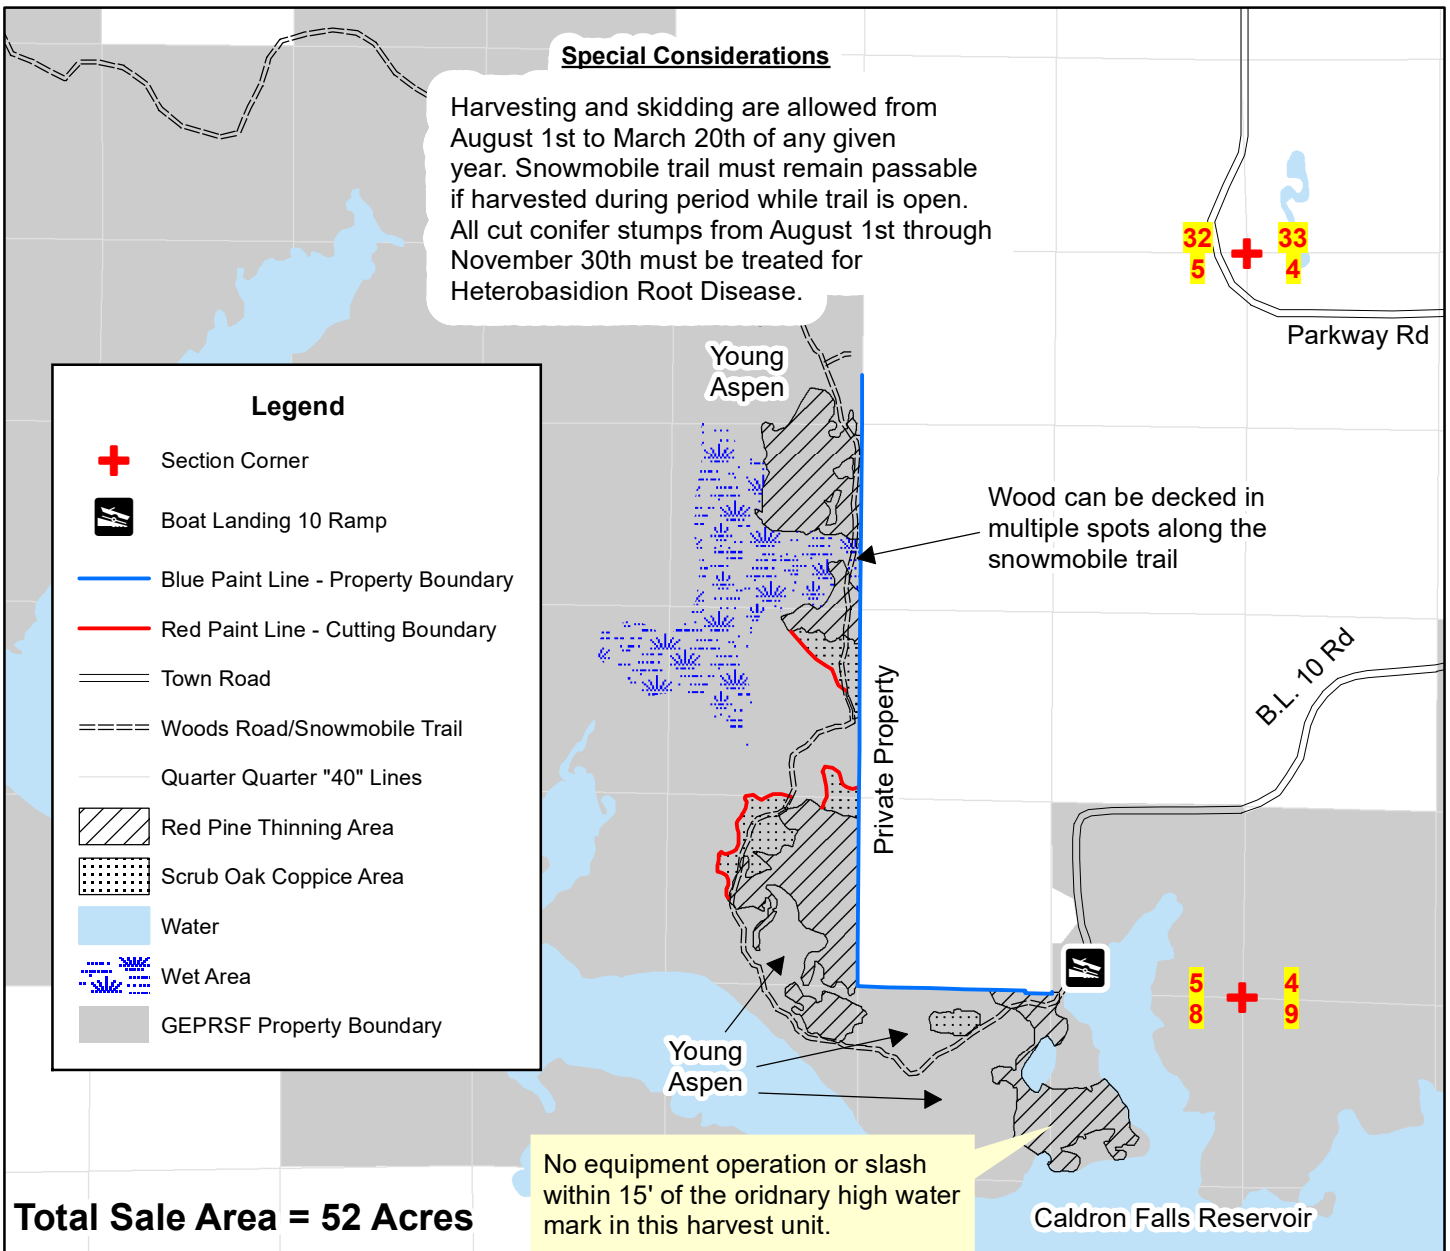 Special Considerations
Harvesting and skidding are allowed from
August 1st to March 20th of any given
year. Snowmobile trail must remain passable
if harvested during period while trail is open.
All cut conifer stumps from August 1st through
November 30th must be treated for
Heterobasidion Root Disease.
32 33
5 4
Parkway Rd
Young
Aspen
Legend
Section Corner
Boat Landing 10 Ramp
Blue Paint Line - Property Boundary
Red Paint Line - Cutting Boundary
Town Road
Woods Road/Snowmobile Trail
Quarter Quarter "40" Lines
Red Pine Thinning Area
Scrub Oak Coppice Area
Water
Wet Area
GEPRSF Property Boundary
Wood can be decked in
multiple spots along the
snowmobile trail
Private Property
B.L. 10 Rd
5 4
8 9
Young
Aspen
No equipment operation or slash
within 15' of the oridnary high water
mark in this harvest unit.
Caldron Falls Reservoir
Total Sale Area = 52 Acres